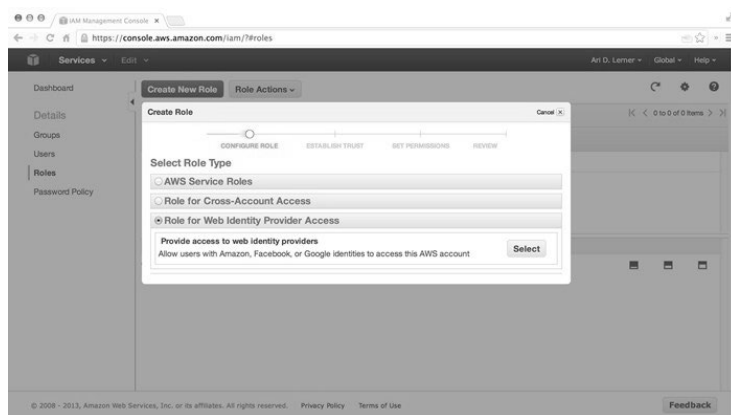 IAM Management Console
https://console.aws.amazon.com/iam/?#roles
Services Edit Ari D. Lerner Global Help
Dashboard
Details
Groups
Users
Roles
Password Policy
Create New Role Role Actions
0 to 0 of 0 Items
Create Role Cancel
CONFIGURE ROLE ESTABLISH TRUST SET PERMISSIONS REVIEW
Select Role Type
AWS Service Roles
Role for Cross-Account Access
Role for Web Identity Provider Access
Provide access to web identity providers
Allow users with Amazon, Facebook, or Google identities to access this AWS account
Select
© 2008 - 2013, Amazon Web Services, Inc. or its affiliates. All rights reserved. Privacy Policy Terms of Use Feedback